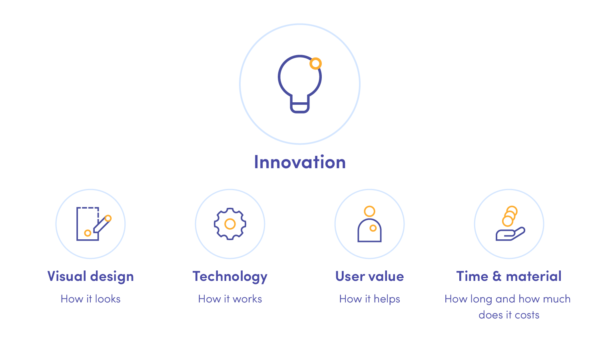 Innovation
Visual design
How it looks
Technology
How it works
User value
How it helps
Time & material
How long and how much
does it costs